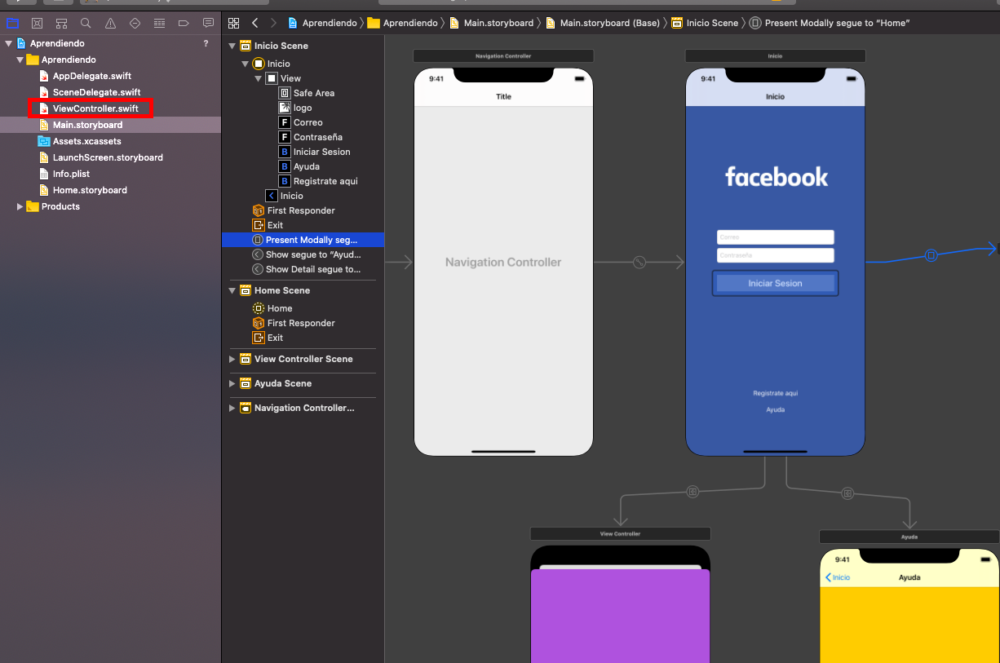 Aprendiendo
Aprendiendo
Main.storyboard
Main.storyboard (Base)
Inicio Scene
Present Modally segue to “Home”
Aprendiendo
?
Aprendiendo
AppDelegate.swift
SceneDelegate.swift
ViewController.swift
Main.storyboard
Assets.xcassets
LaunchScreen.storyboard
Info.plist
Home.storyboard
Products
Inicio Scene
Inicio
View
Safe Area
logo
F Correo
F Contraseña
B Iniciar Sesion
B Ayuda
B Registrate aqui
Inicio
First Responder
Exit
Present Modally seg...
Show segue to “Ayud...
Show Detail segue to...
Home Scene
Home
First Responder
Exit
View Controller Scene
Ayuda Scene
Navigation Controller...
Navigation Controller
9:41
Title
Navigation Controller
Inicio
9:41
Inicio
facebook
Correo
Contraseña
Iniciar Sesion
Registrate aqui
Ayuda
View Controller
Ayuda
9:41
Inicio
Ayuda